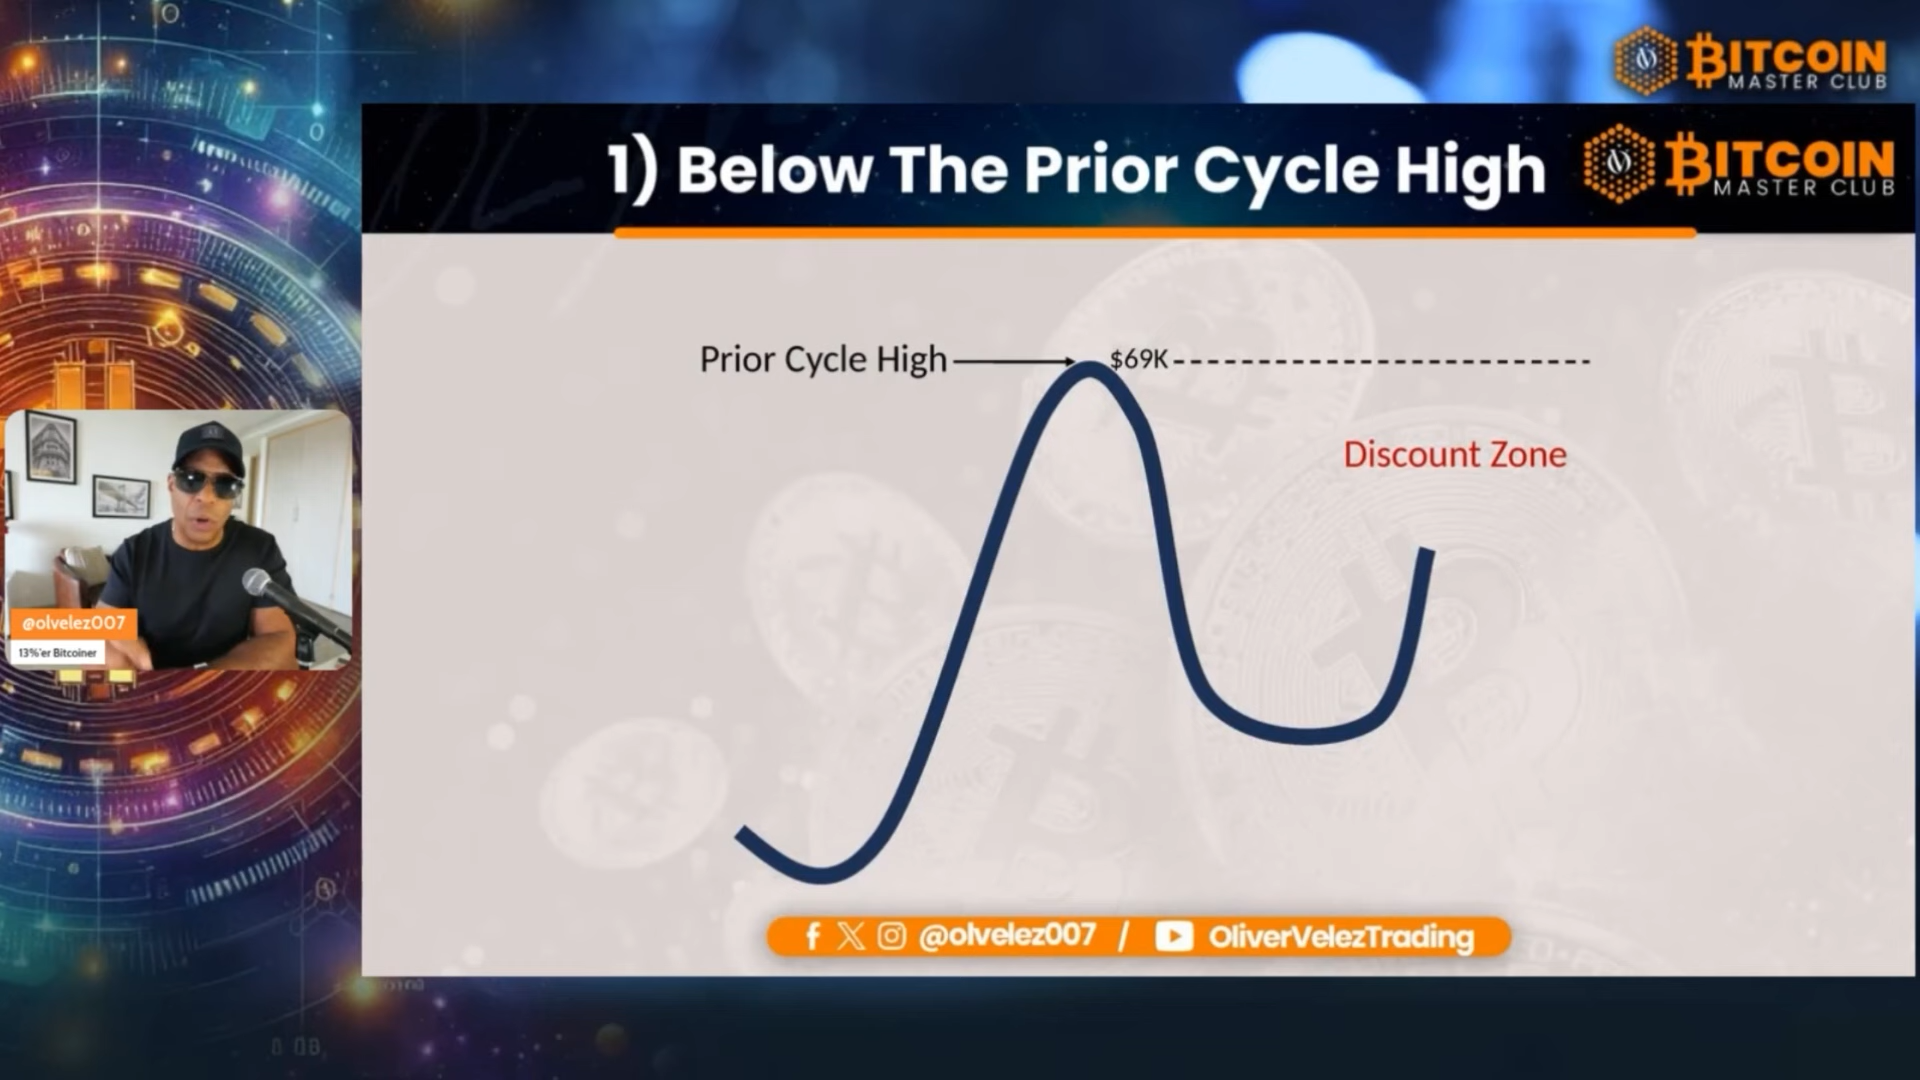 BITCOIN
MASTER CLUB
1) Below The Prior Cycle High
BITCOIN
MASTER CLUB
Prior Cycle High
$69K
Discount Zone
@olvelez007
13%'er Bitcoiner
@olvelez007 / OliverVelezTrading